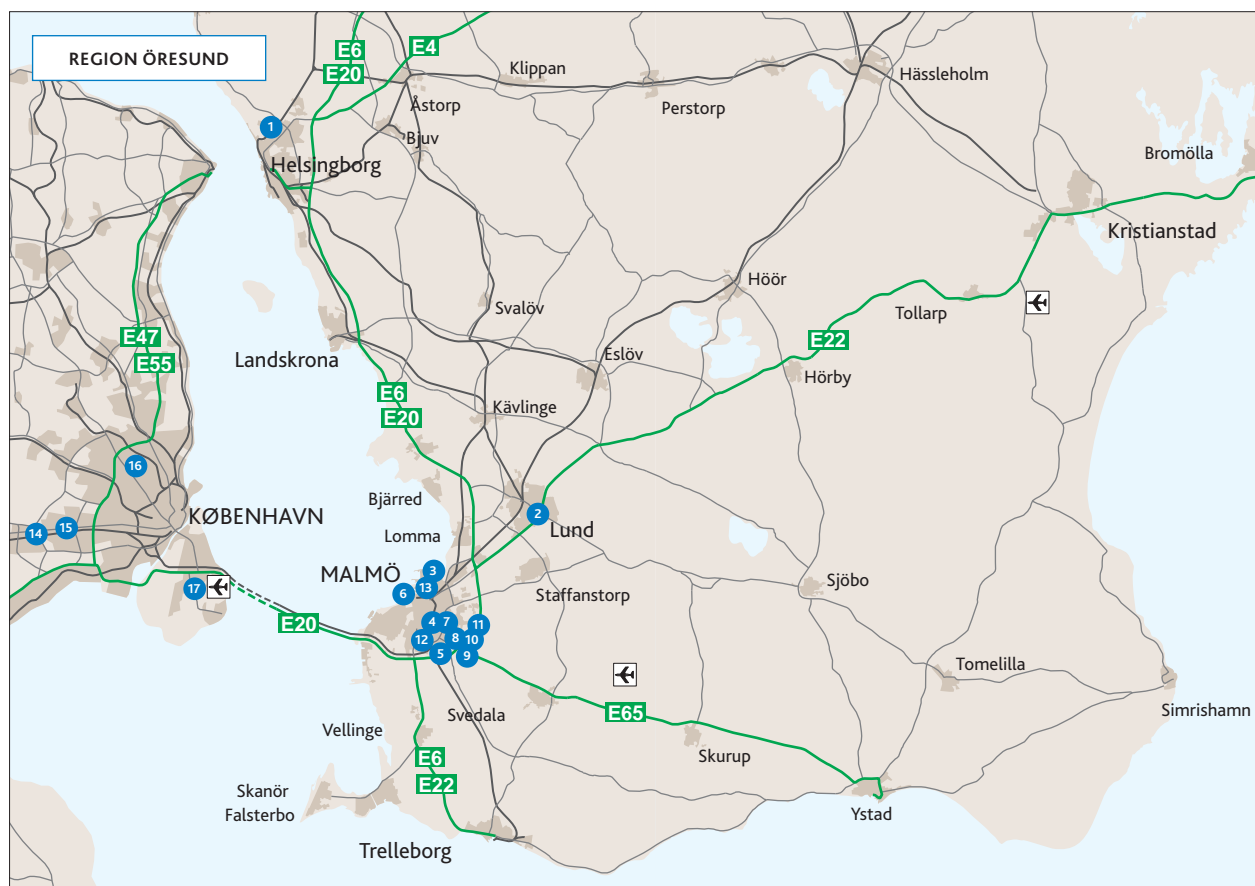 REGION ÖRESUND
E6
E20
E4
Klippan
Hässleholm
Åstorp
Perstorp
1
Bjuv
Bromölla
Helsingborg
Kristianstad
Höör
Svalöv
Tollarp
E47
E55
E22
Landskrona
Eslöv
Hörby
E6
E20
Kävlinge
16
Bjärred
KØBENHAVN
2
Lund
14
15
Lomma
MALMÖ
3
13
6
17
Staffanstorp
Sjöbo
E20
4
7
11
12
8
10
5
9
Tomelilla
Simrishamn
Svedala
E65
Vellinge
Skurup
E6
E22
Skanör
Falsterbo
Ystad
Trelleborg